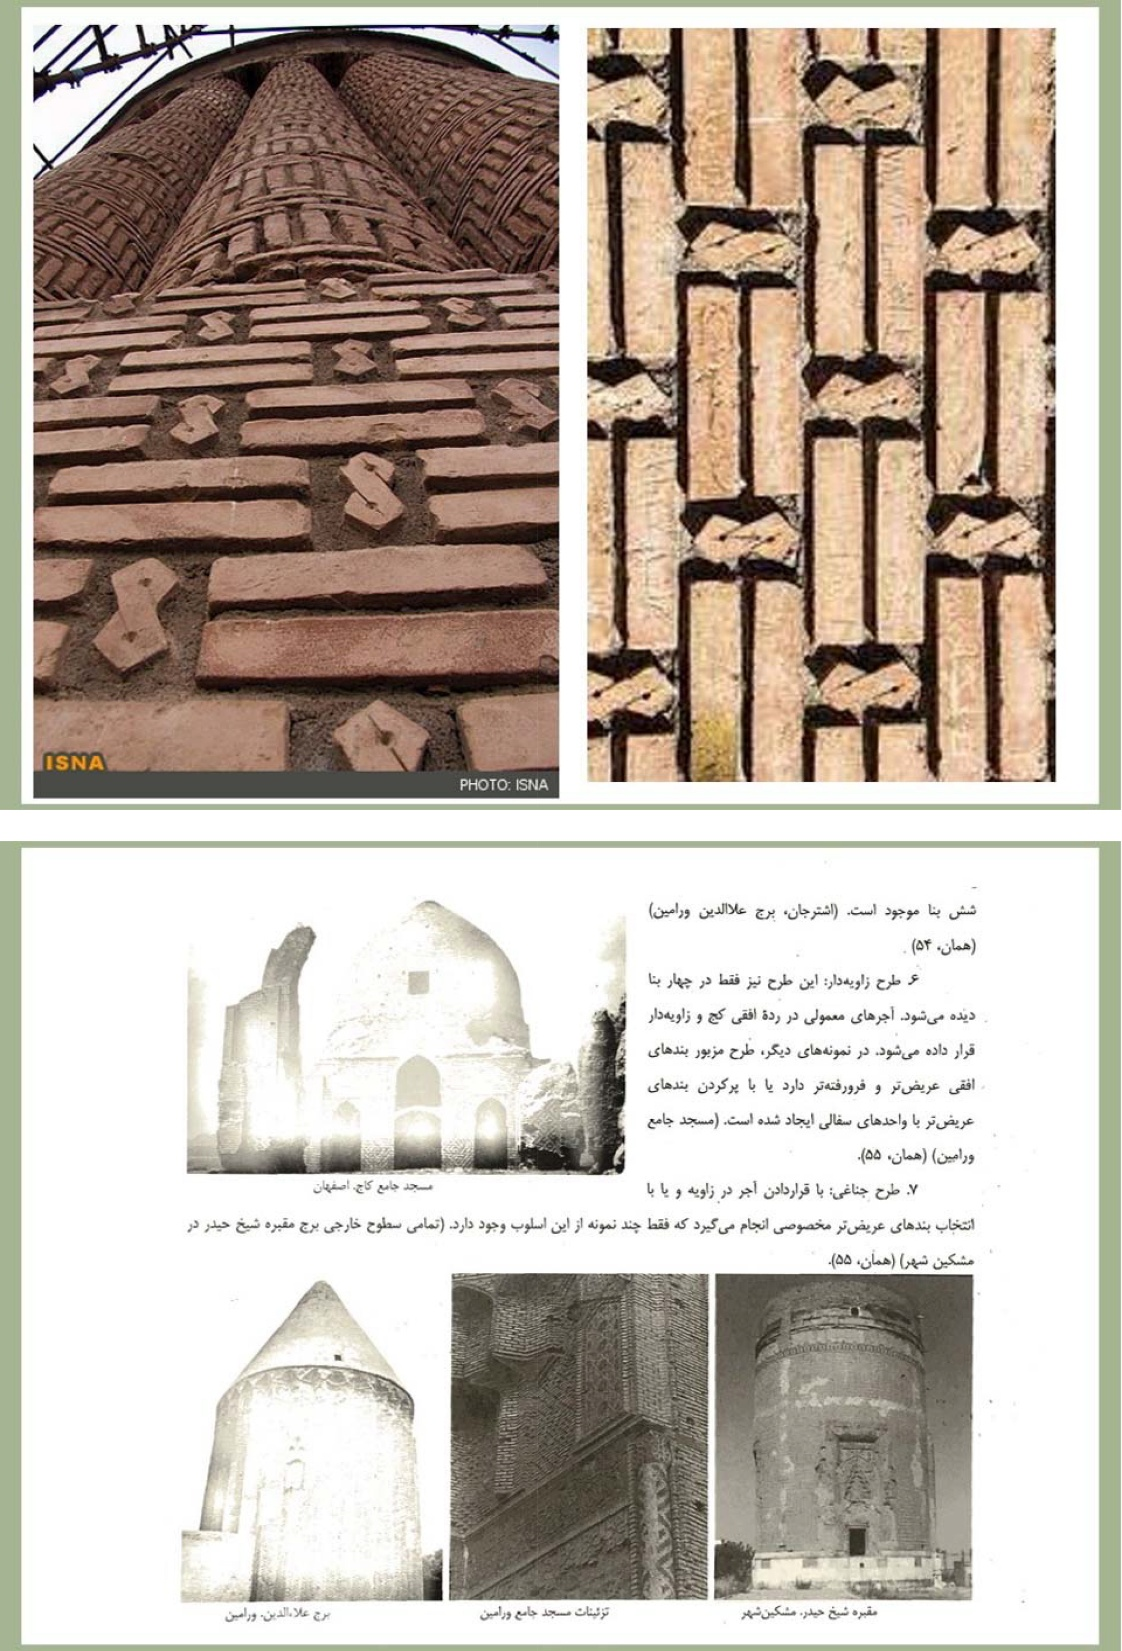 ISNA
PHOTO: ISNA
شش بنا موجود است. (اشترجان، برج علاالدین ورامین)
(همان، ۵۴) .
۶. طرح زاویه‌دار: این طرح نیز فقط در چهار بنا
دیده می‌شود. آجرهای معمولی در ردهٔ افقی کج و زاویه‌دار
قرار داده می‌شود. در نمونه‌های دیگر، طرح مزبور بندهای
افقی عریض‌تر و فرورفته‌تر دارد یا با پرکردن بندهای
عریض‌تر با واحدهای سفالی ایجاد شده است. (مسجد جامع
ورامین) (همان، ۵۵).
مسجد جامع کاج. اصفهان
۷. طرح جناغی: با قراردادن آجر در زاویه و یا با
انتخاب بندهای عریض‌تر مخصوصی انجام می‌گیرد که فقط چند نمونه از این اسلوب وجود دارد. (تمامی سطوح خارجی برج مقبره شیخ حیدر در
مشکین شهر) (همان، ۵۵).
مقبره شیخ حیدر. مشکین‌شهر
تزئینات مسجد جامع ورامین
برج علاءالدین. ورامین